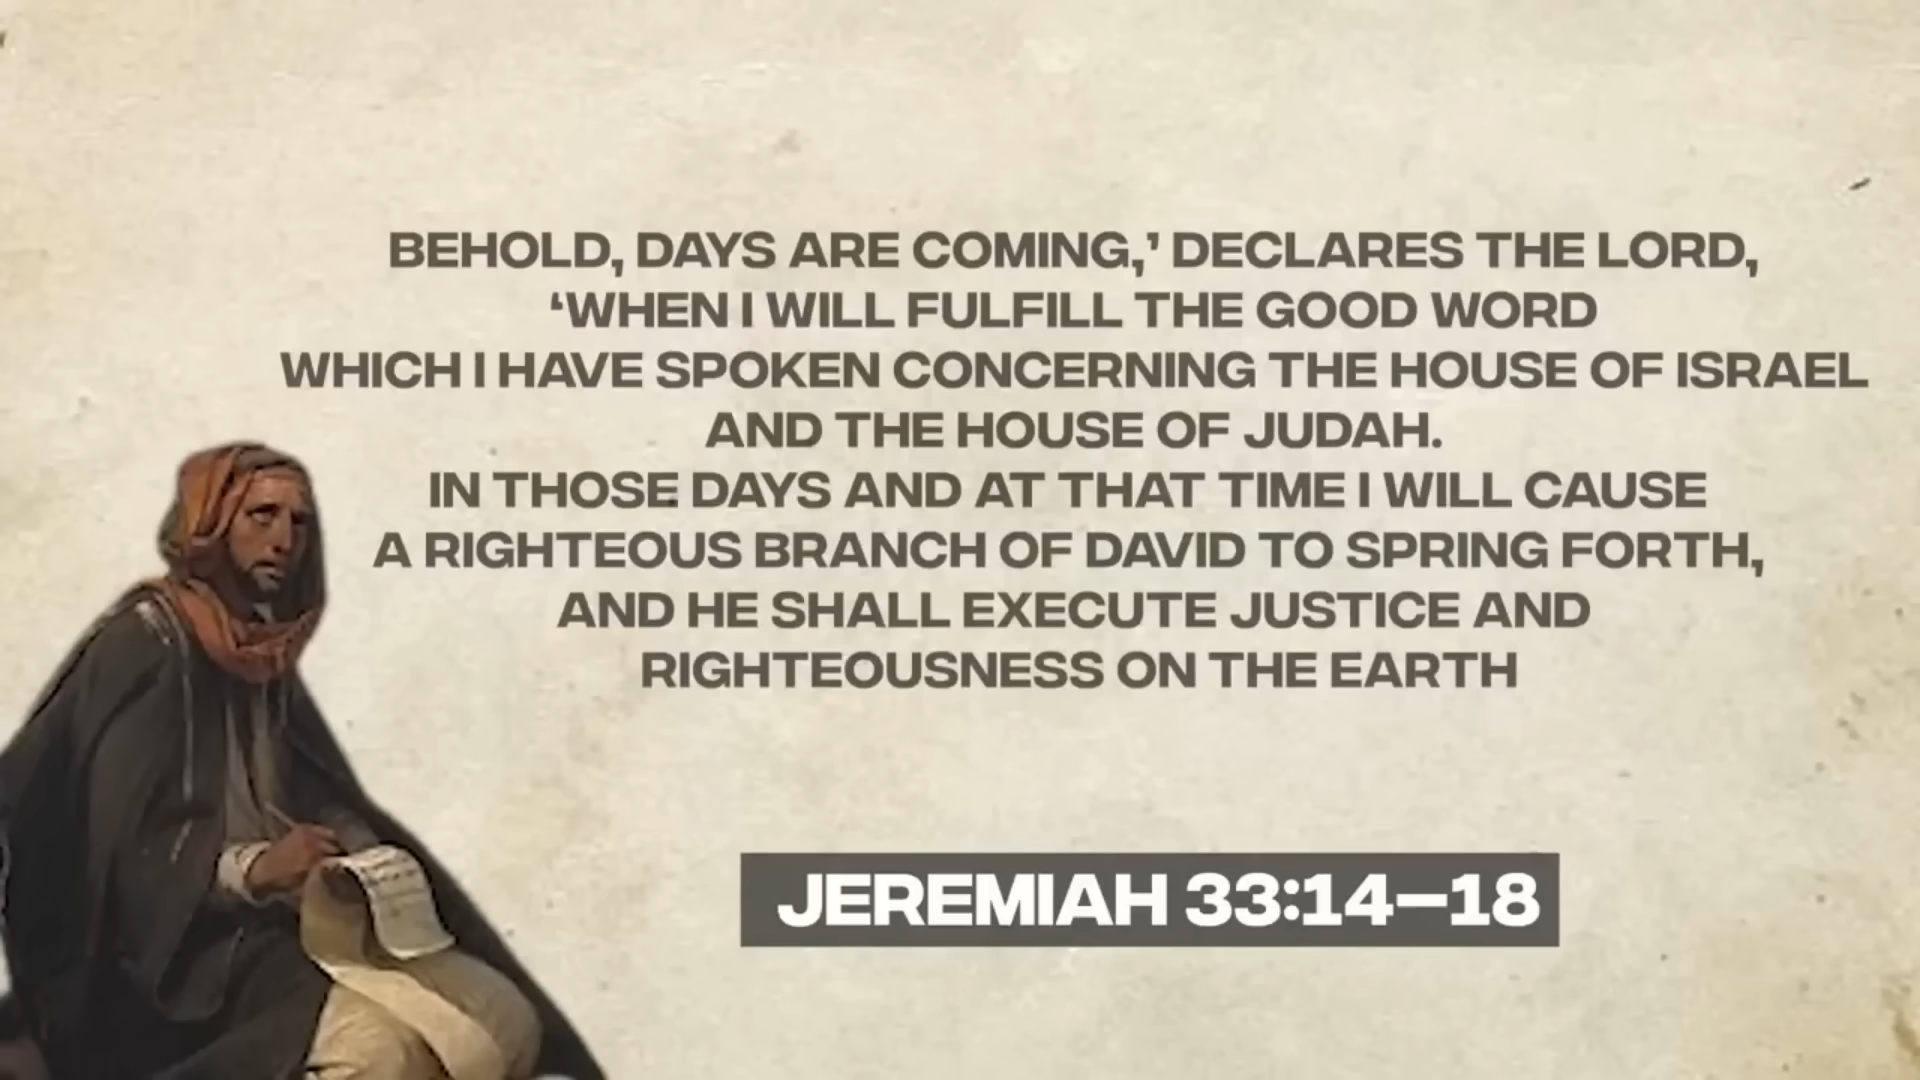 BEHOLD, DAYS ARE COMING,’ DECLARES THE LORD,
‘WHEN I WILL FULFILL THE GOOD WORD
WHICH I HAVE SPOKEN CONCERNING THE HOUSE OF ISRAEL
AND THE HOUSE OF JUDAH.
IN THOSE DAYS AND AT THAT TIME I WILL CAUSE
A RIGHTEOUS BRANCH OF DAVID TO SPRING FORTH,
AND HE SHALL EXECUTE JUSTICE AND
RIGHTEOUSNESS ON THE EARTH
JEREMIAH 33:14–18